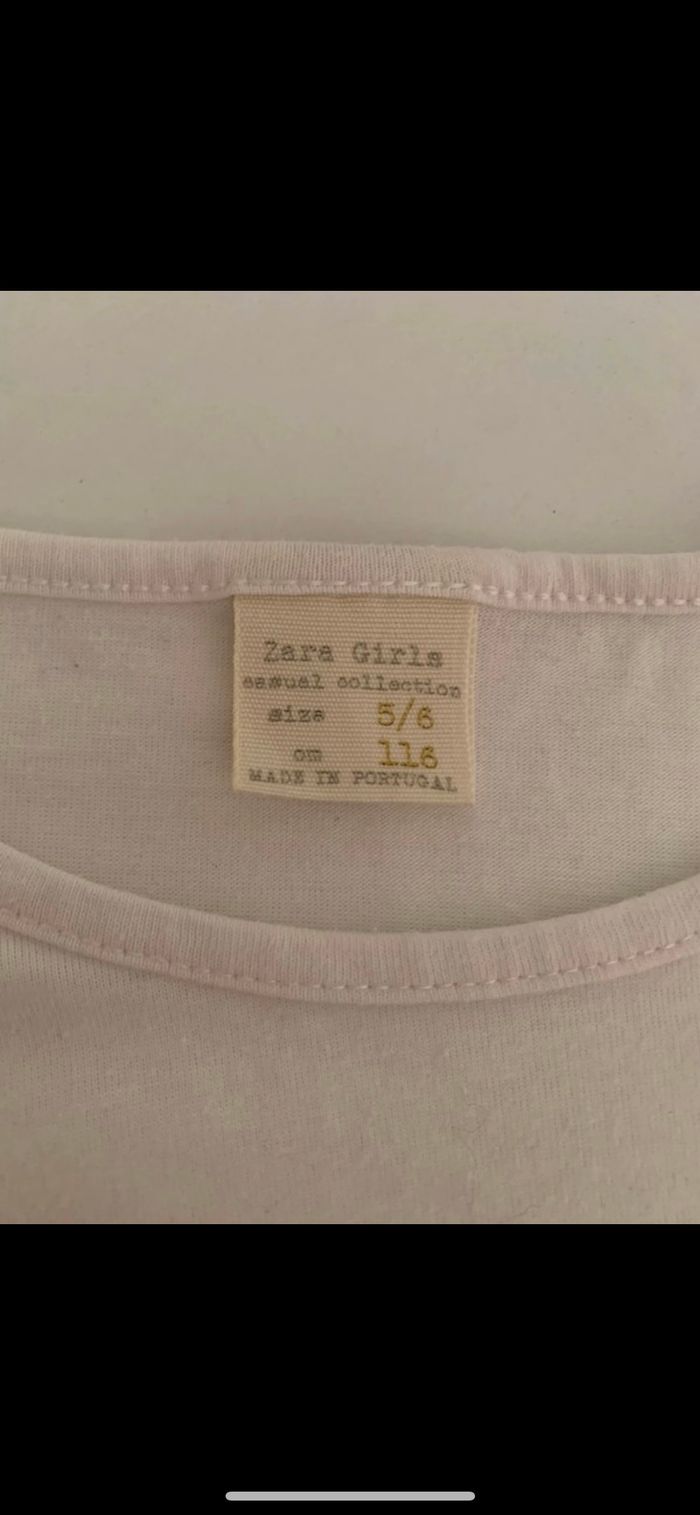 Zara Girls
casual collection
size 5/6
cm 116
MADE IN PORTUGAL